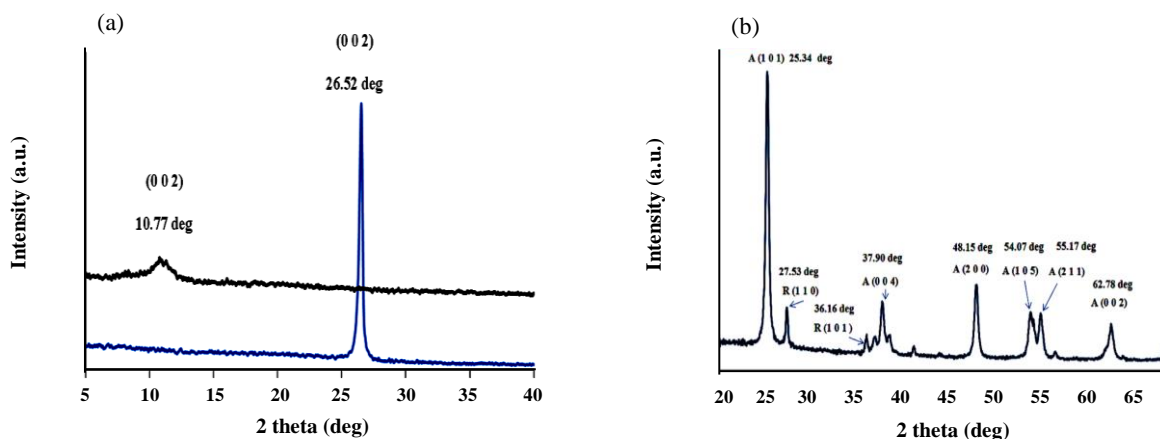 (a)
(0 0 2)
26.52 deg
(0 0 2)
10.77 deg
Intensity (a.u.)
5 10 15 20 25 30 35 40
2 theta (deg)
(b)
A (1 0 1) 25.34 deg
27.53 deg
R (1 1 0)
36.16 deg
R (1 0 1)
37.90 deg
A (0 0 4)
48.15 deg
A (2 0 0)
54.07 deg
A (1 0 5)
55.17 deg
A (2 1 1)
62.78 deg
A (0 0 2)
Intensity (a.u.)
20 25 30 35 40 45 50 55 60 65
2 theta (deg)